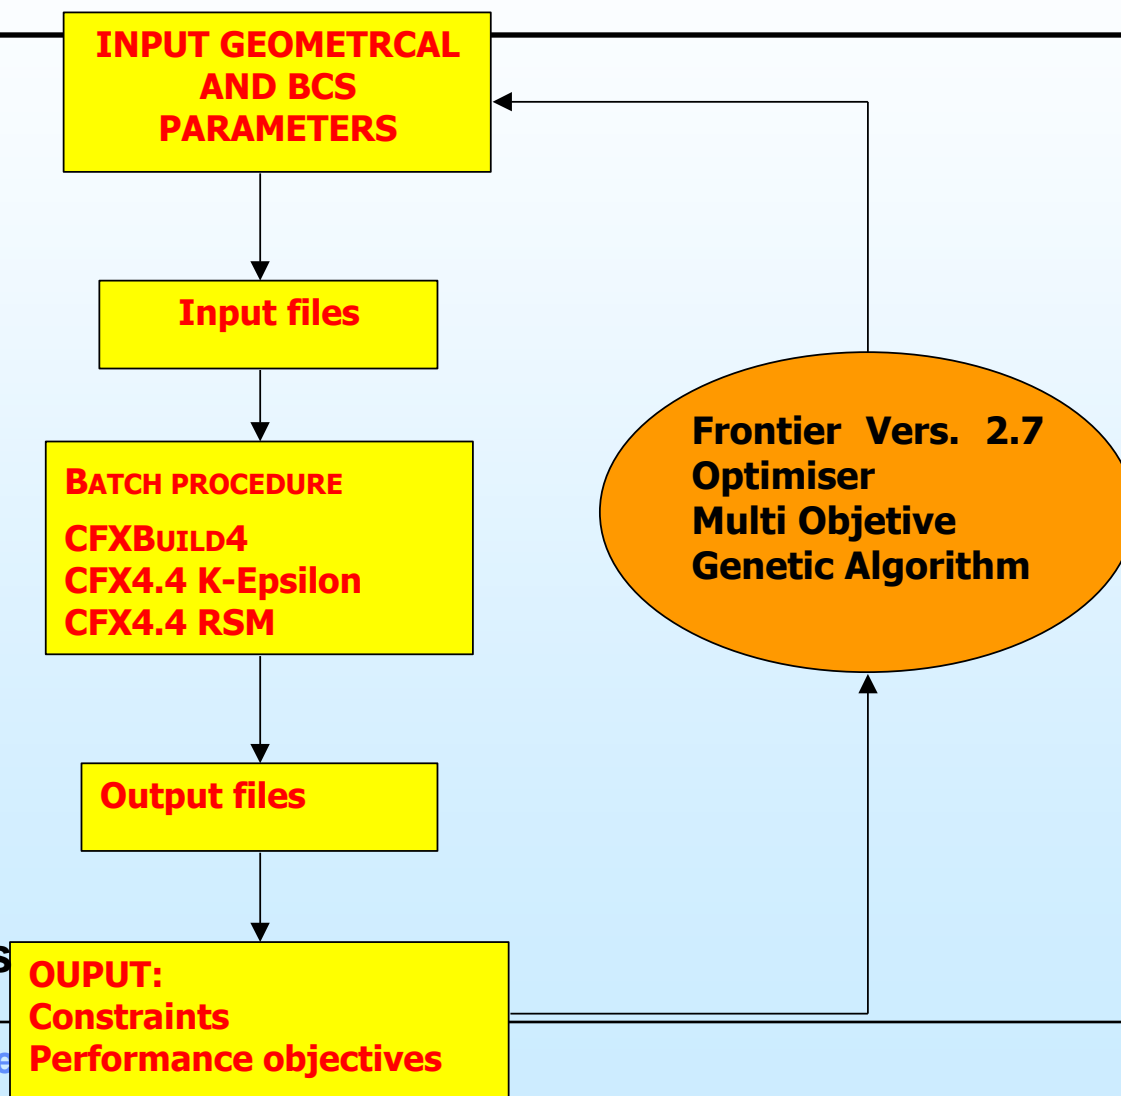 INPUT GEOMETRCAL
AND BCS
PARAMETERS
Input files
BATCH PROCEDURE
CFXBUILD4
CFX4.4 K-Epsilon
CFX4.4 RSM
Output files
OUPUT:
Constraints
Performance objectives
Frontier Vers. 2.7
Optimiser
Multi Objetive
Genetic Algorithm